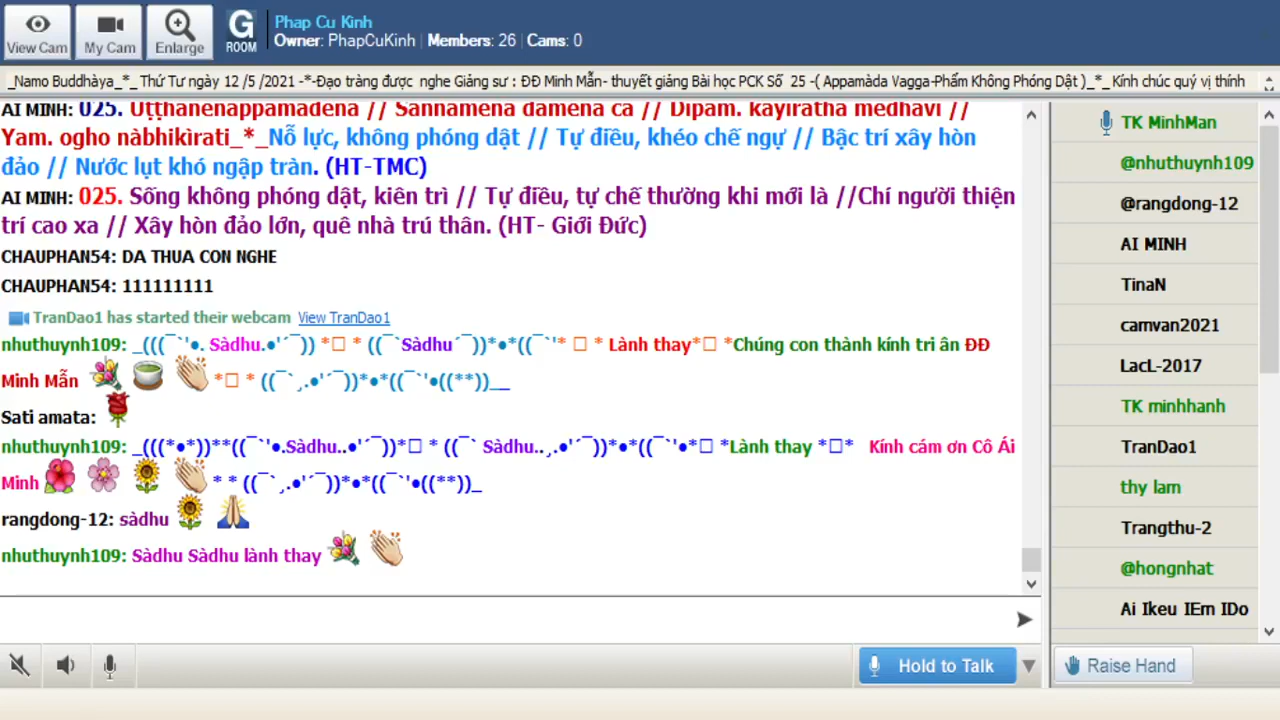 View Cam
My Cam
Enlarge
G
ROOM
Phap Cu Kinh
Owner: PhapCuKinh | Members: 26 | Cams: 0
_Namo Buddhàya_*_ Thứ Tư ngày 12 /5 /2021 -*-Đạo tràng được nghe Giảng sư : ĐĐ Minh Mẫn- thuyết giảng Bài học PCK Số 25 -( Appamàda Vagga-Phẩm Không Phóng Dật )_*_ Kính chúc quý vị thính
AI MINH: 025. Uṭṭhānenappamadena // Sannamena damena ca // Dipam. kayiratha medhavi //
Yam. ogho nàbhikìrati_*_Nỗ lực, không phóng dật // Tự điều, khéo chế ngự // Bậc trí xây hòn
đảo // Nước lụt khó ngập tràn. (HT-TMC)
AI MINH: 025. Sống không phóng dật, kiên trì // Tự điều, tự chế thường khi mới là //Chí người thiện
trí cao xa // Xây hòn đảo lớn, quê nhà trú thân. (HT- Giới Đức)
CHAUPHAN54: DA THUA CON NGHE
CHAUPHAN54: 111111111
TranDao1 has started their webcam View TranDao1
nhuthuynh109: _(((¯`'•. Sàdhu.•'´¯)) *▯ * ((¯`Sàdhu´¯))*•*((¯`'* ▯ * Lành thay*▯ *Chúng con thành kính tri ân ĐĐ
Minh Mẫn *▯ * ((¯`¸.•'´¯))*•*((¯`'•((**))__
Sati amata:
nhuthuynh109: _(((*•*))**((¯`'•.Sàdhu..•'´¯))*▯ * ((¯` Sàdhu..¸.•'´¯))*•*((¯`'•*▯ *Lành thay *▯* Kính cám ơn Cô Ái
Minh * * ((¯`¸.•'´¯))*•*((¯`'•((**))_
rangdong-12: sàdhu
nhuthuynh109: Sàdhu Sàdhu lành thay
Hold to Talk
TK MinhMan
@nhuthuynh109
@rangdong-12
AI MINH
TinaN
camvan2021
LacL-2017
TK minhhanh
TranDao1
thy lam
Trangthu-2
@hongnhat
Ai Ikeu IEm IDo
Raise Hand